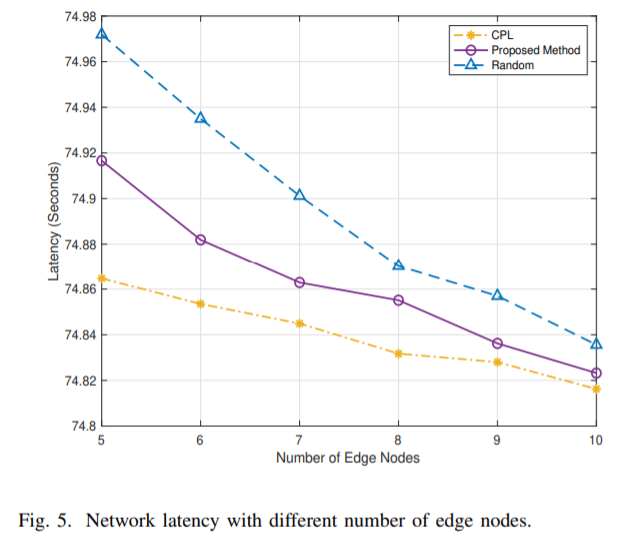 74.98
74.96
74.94
74.92
74.9
74.88
74.86
74.84
74.82
74.8
Latency (Seconds)
5 6 7 8 9 10
Number of Edge Nodes
CPL
Proposed Method
Random
Fig. 5. Network latency with different number of edge nodes.